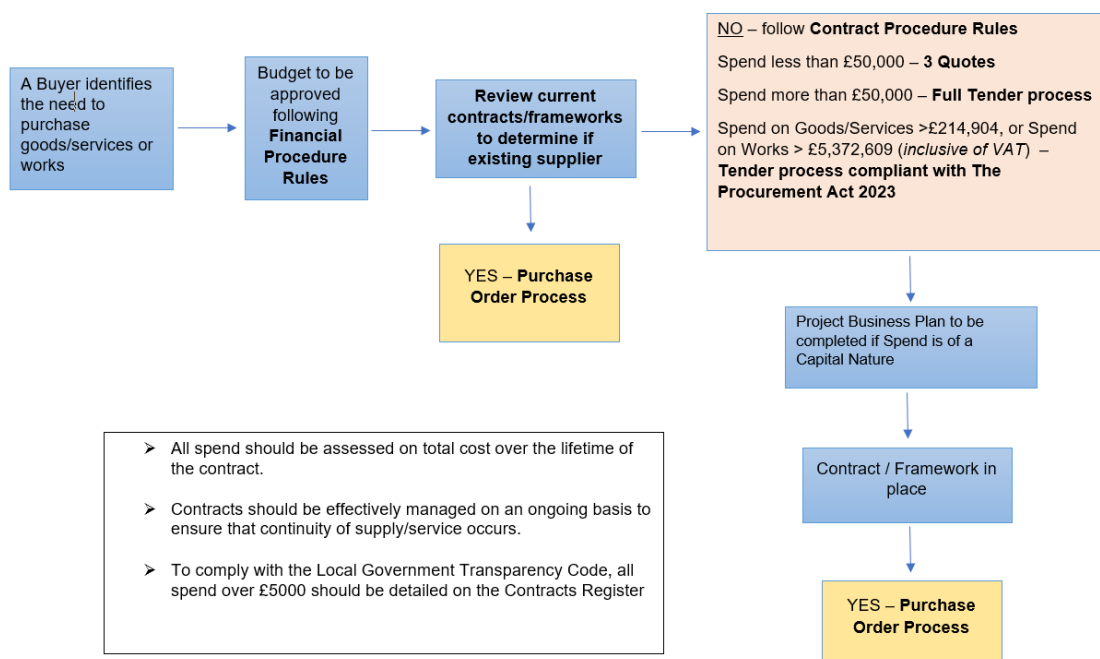 A Buyer identifies
the need to
purchase
goods/services or
works
Budget to be
approved
following
Financial
Procedure
Rules
Review current
contracts/frameworks
to determine if
existing supplier
YES – Purchase
Order Process
NO – follow Contract Procedure Rules
Spend less than £50,000 – 3 Quotes
Spend more than £50,000 – Full Tender process
Spend on Goods/Services >£214,904, or Spend
on Works > £5,372,609 (inclusive of VAT) –
Tender process compliant with The
Procurement Act 2023
Project Business Plan to be
completed if Spend is of a
Capital Nature
Contract / Framework in
place
YES – Purchase
Order Process
➢ All spend should be assessed on total cost over the lifetime of
the contract.
➢ Contracts should be effectively managed on an ongoing basis to
ensure that continuity of supply/service occurs.
➢ To comply with the Local Government Transparency Code, all
spend over £5000 should be detailed on the Contracts Register